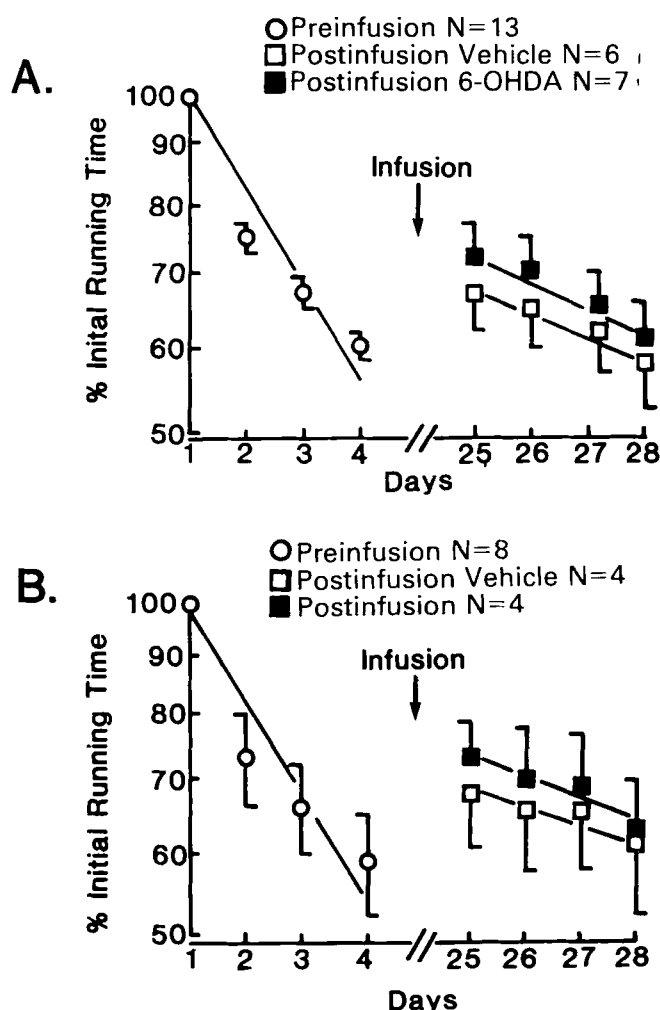 Preinfusion N=13
Postinfusion Vehicle N=6
Postinfusion 6-OHDA N=7
A.
100
90
80
70
60
50
% Inital Running Time
Infusion
1 2 3 4 25 26 27 28
Days
Preinfusion N=8
Postinfusion Vehicle N=4
Postinfusion N=4
B.
100
90
80
70
60
50
% Initial Running Time
Infusion
1 2 3 4 25 26 27 28
Days